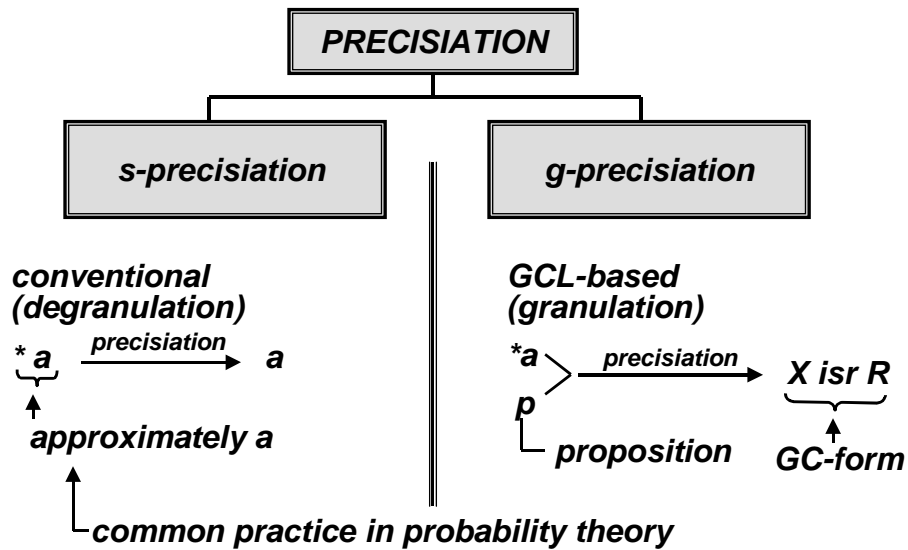 PRECISIATION
s-precisiation
g-precisiation
conventional
(degranulation)
*a precisiation a
approximately a
common practice in probability theory
GCL-based
(granulation)
*a precisiation X isr R
p
proposition
GC-form